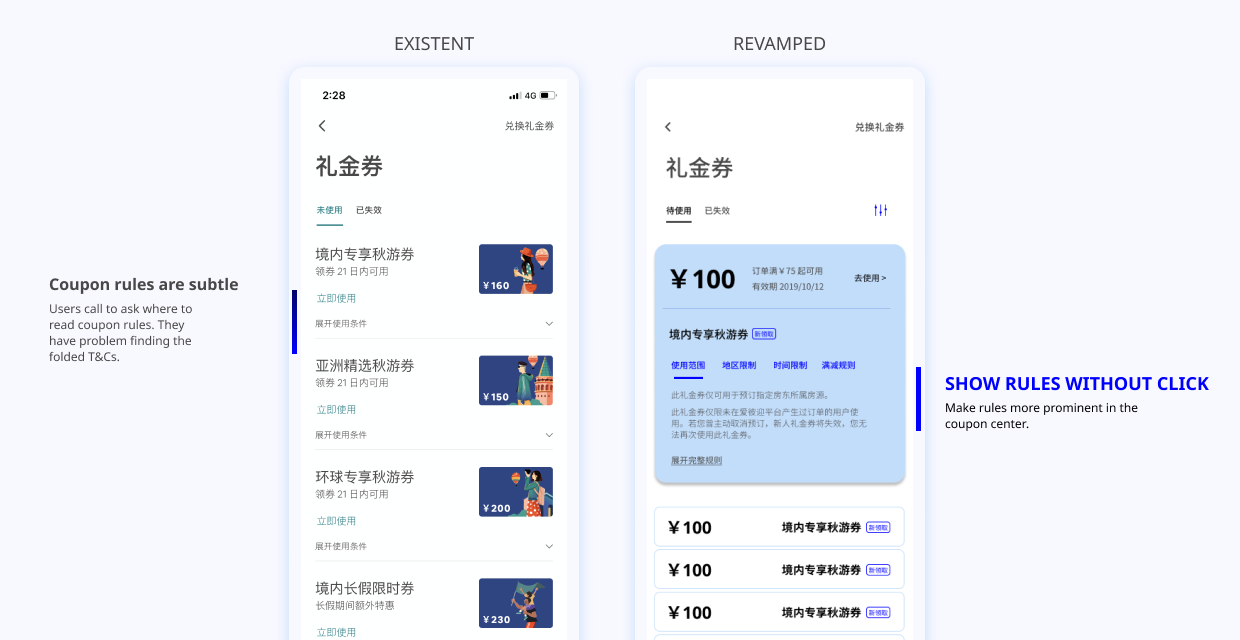 EXISTENT
REVAMPED
Coupon rules are subtle
Users call to ask where to
read coupon rules. They
have problem finding the
folded T&Cs.
2:28
4G
兑换礼金券
礼金券
未使用 已失效
境内专享秋游券
领券 21 日内可用
¥160
立即使用
展开使用条件
亚洲精选秋游券
领券 21 日内可用
¥150
立即使用
展开使用条件
环球专享秋游券
领券 21 日内可用
¥200
立即使用
展开使用条件
境内长假限时券
长假期间额外特惠
¥230
立即使用
兑换礼金券
礼金券
待使用 已失效
¥100
订单满¥75 起可用
有效期 2019/10/12
去使用 >
境内专享秋游券 新领取
使用范围 地区限制 时间限制 满减规则
此礼金券仅可用于预订指定房东所属房源。
此礼金券仅限未在爱彼迎平台产生过订单的用户使
用。若您曾主动取消预订，新人礼金券将失效，您无
法再次使用此礼金券。
展开完整规则
¥100 境内专享秋游券 新领取
¥100 境内专享秋游券 新领取
¥100 境内专享秋游券 新领取
SHOW RULES WITHOUT CLICK
Make rules more prominent in the
coupon center.